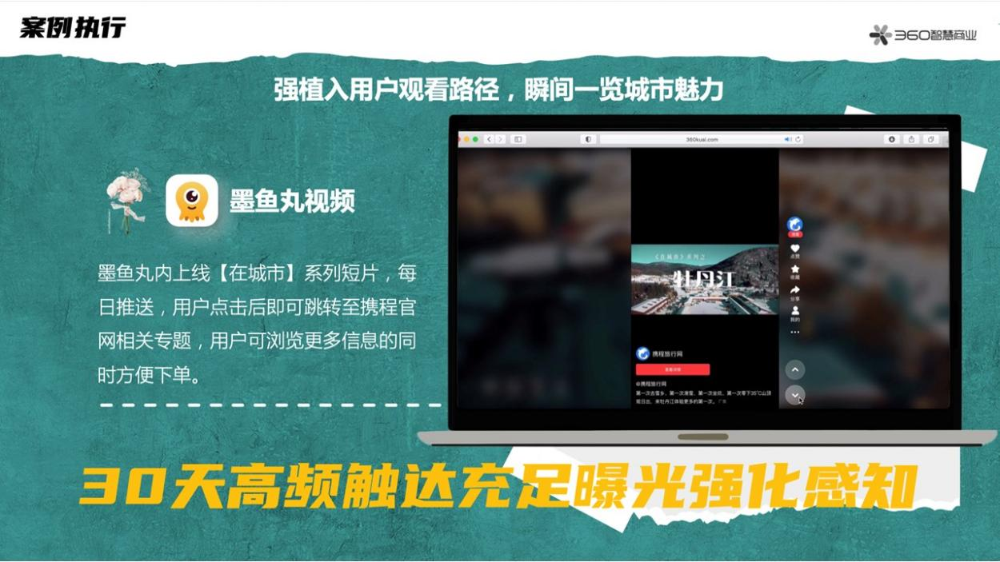 案例执行
360智慧商业
强植入用户观看路径，瞬间一览城市魅力
墨鱼丸视频
墨鱼丸内上线【在城市】系列短片，每
日推送，用户点击后即可跳转至携程官
网相关专题，用户可浏览更多信息的同
时方便下单。
360kuai.com
《在城市》系列之
牡丹江
点赞
收藏
分享
我的
携程旅行网
查看详情
@携程旅行网
第一次去雪乡、第一次滑雪、第一次坐炕、第一次零下35℃山顶
观日出，来牡丹江体验更多的第一次。广告
30天高频触达充足曝光强化感知